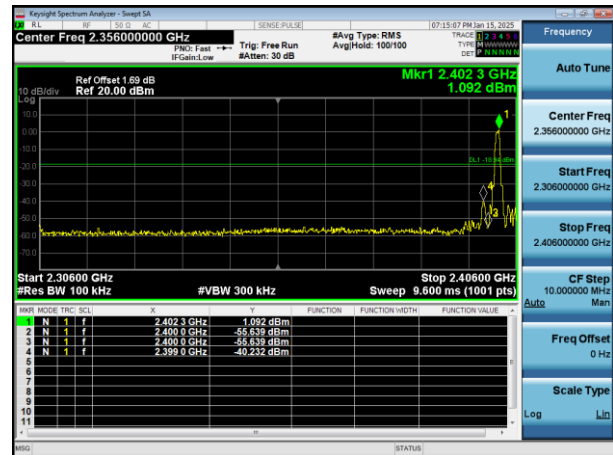 Keysight Spectrum Analyzer - Swept SA
RL RF 50 Ω AC SENSE:PULSE 07:15:07 PM Jan 15, 2025
Center Freq 2.356000000 GHz #Avg Type: RMS TRACE 1 2 3 4 5 6
PNO: Fast Trig: Free Run Avg|Hold: 100/100 TYPE M WWWWW
IFGain:Low #Atten: 30 dB DET P NNNNN
Ref Offset 1.69 dB Mkr1 2.402 3 GHz
10 dB/div Ref 20.00 dBm 1.092 dBm
Log
10.0
0.00
-10.0
-20.0
-30.0
-40.0
-50.0
-60.0
-70.0
1
DL1 -18.94 dBm
4
3
Start 2.30600 GHz Stop 2.40600 GHz
#Res BW 100 kHz #VBW 300 kHz Sweep 9.600 ms (1001 pts)
MKR MODE TRC SCL X Y FUNCTION FUNCTION WIDTH FUNCTION VALUE
1 N 1 f 2.402 3 GHz 1.092 dBm
2 N 1 f 2.400 0 GHz -55.639 dBm
3 N 1 f 2.400 0 GHz -55.639 dBm
4 N 1 f 2.399 0 GHz -40.232 dBm
5
6
7
8
9
10
11
MSG STATUS
Frequency
Auto Tune
Center Freq
2.356000000 GHz
Start Freq
2.306000000 GHz
Stop Freq
2.406000000 GHz
CF Step
10.000000 MHz
Auto Man
Freq Offset
0 Hz
Scale Type
Log Lin